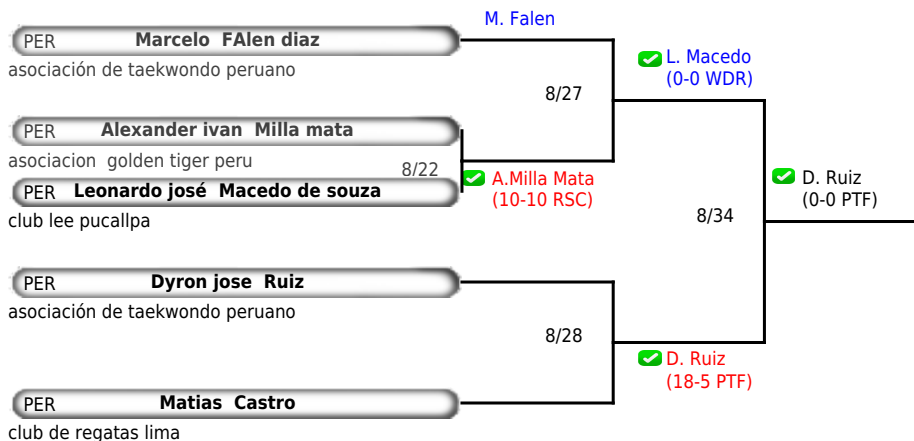 M. Falen
PER Marcelo FAlen diaz
asociación de taekwondo peruano
L. Macedo
(0-0 WDR)
8/27
PER Alexander ivan Milla mata
asociacion golden tiger peru
8/22
A.Milla Mata
(10-10 RSC)
PER Leonardo josé Macedo de souza
club lee pucallpa
D. Ruiz
(0-0 PTF)
8/34
PER Dyron jose Ruiz
asociación de taekwondo peruano
8/28
D. Ruiz
(18-5 PTF)
PER Matias Castro
club de regatas lima